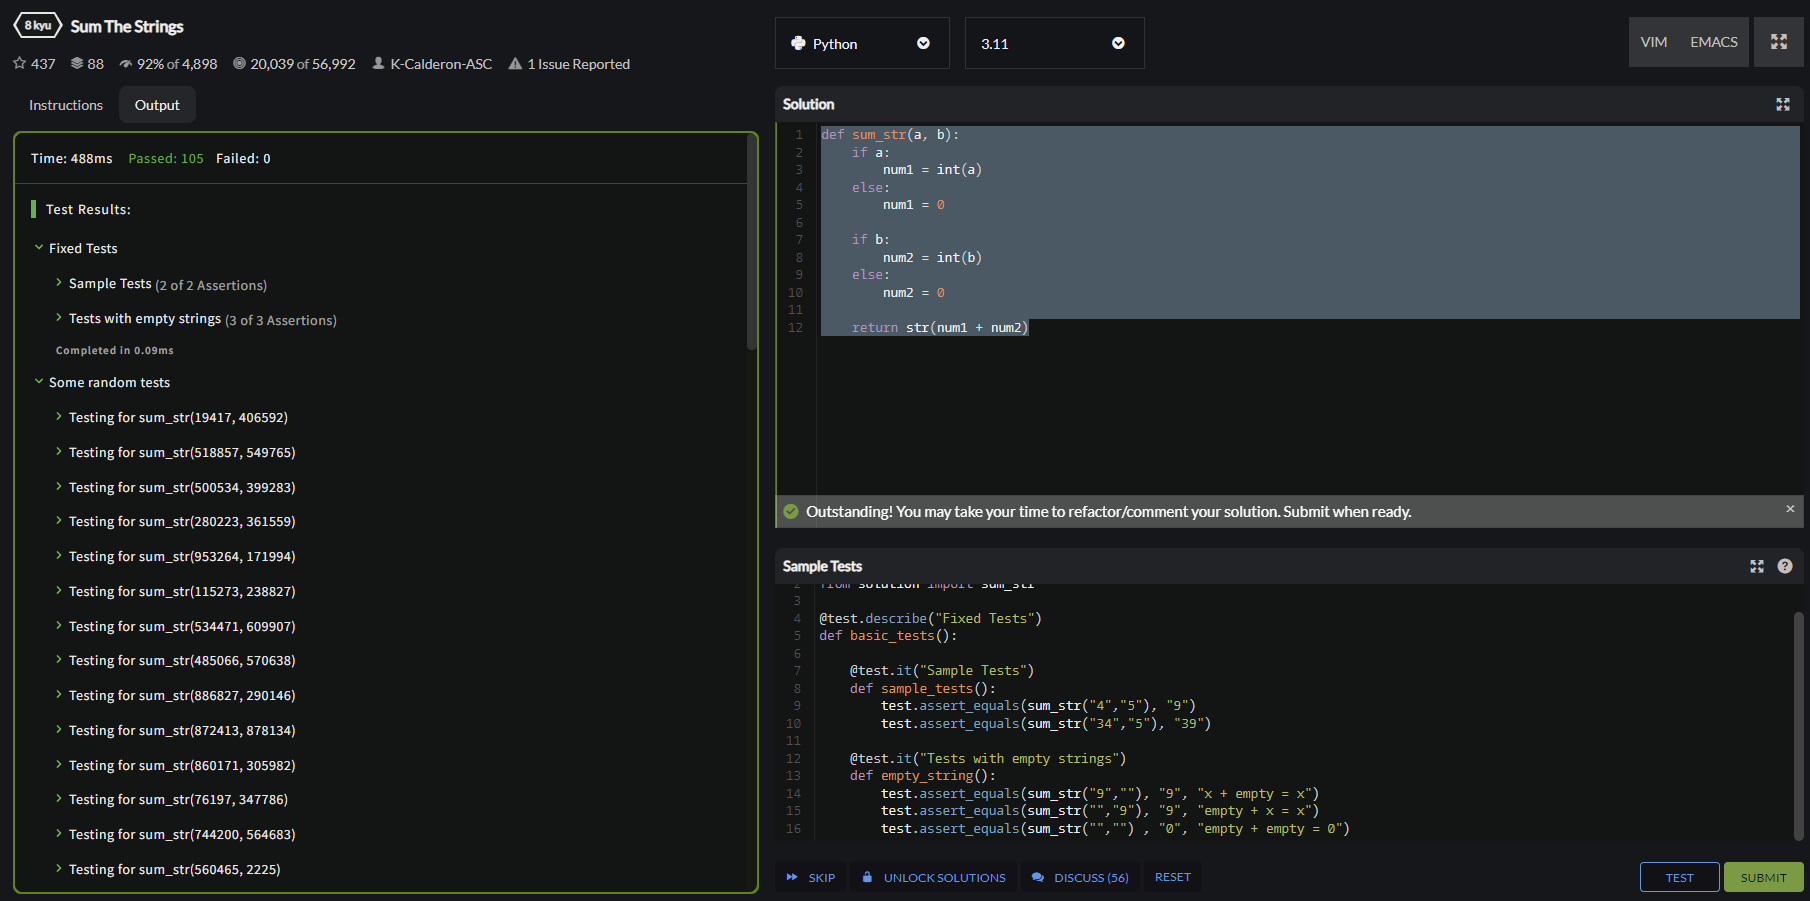 8 kyu Sum The Strings
437 88 92% of 4,898 20,039 of 56,992 K-Calderon-ASC 1 Issue Reported
Instructions Output
Time: 488ms Passed: 105 Failed: 0
Test Results:
Fixed Tests
Sample Tests (2 of 2 Assertions)
Tests with empty strings (3 of 3 Assertions)
Completed in 0.09ms
Some random tests
Testing for sum_str(19417, 406592)
Testing for sum_str(518857, 549765)
Testing for sum_str(500534, 399283)
Testing for sum_str(280223, 361559)
Testing for sum_str(953264, 171994)
Testing for sum_str(115273, 238827)
Testing for sum_str(534471, 609907)
Testing for sum_str(485066, 570638)
Testing for sum_str(886827, 290146)
Testing for sum_str(872413, 878134)
Testing for sum_str(860171, 305982)
Testing for sum_str(76197, 347786)
Testing for sum_str(744200, 564683)
Testing for sum_str(560465, 2225)
Python 3.11 VIM EMACS
Solution
1 def sum_str(a, b):
2 if a:
3 num1 = int(a)
4 else:
5 num1 = 0
6
7 if b:
8 num2 = int(b)
9 else:
10 num2 = 0
11
12 return str(num1 + num2)
Outstanding! You may take your time to refactor/comment your solution. Submit when ready. ×
Sample Tests ?
2 from solution import sum_str
3
4 @test.describe("Fixed Tests")
5 def basic_tests():
6
7 @test.it("Sample Tests")
8 def sample_tests():
9 test.assert_equals(sum_str("4","5"), "9")
10 test.assert_equals(sum_str("34","5"), "39")
11
12 @test.it("Tests with empty strings")
13 def empty_string():
14 test.assert_equals(sum_str("9",""), "9", "x + empty = x")
15 test.assert_equals(sum_str("","9"), "9", "empty + x = x")
16 test.assert_equals(sum_str("","") , "0", "empty + empty = 0")
SKIP UNLOCK SOLUTIONS DISCUSS (56) RESET TEST SUBMIT